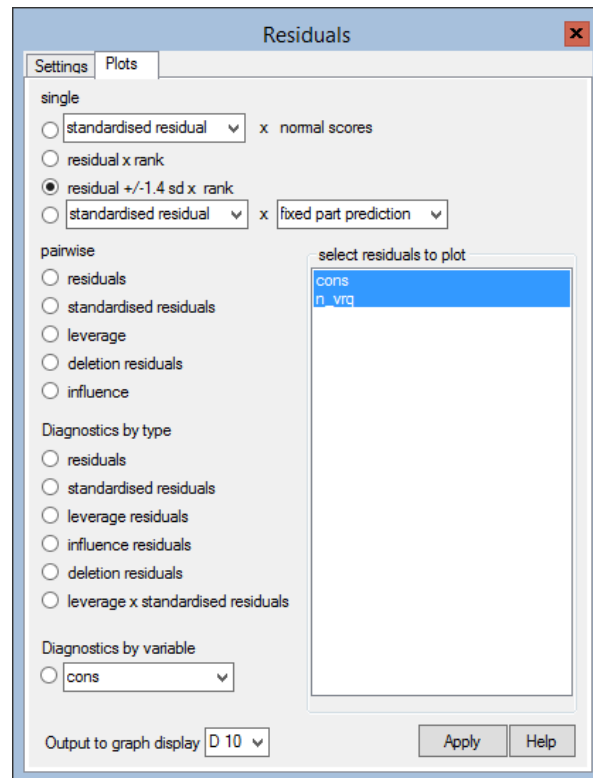 Residuals
Settings Plots
single
standardised residual x normal scores
residual x rank
residual +/-1.4 sd x rank
standardised residual x fixed part prediction
pairwise
residuals
standardised residuals
leverage
deletion residuals
influence
select residuals to plot
cons
n_vrq
Diagnostics by type
residuals
standardised residuals
leverage residuals
influence residuals
deletion residuals
leverage x standardised residuals
Diagnostics by variable
cons
Output to graph display D 10 Apply Help